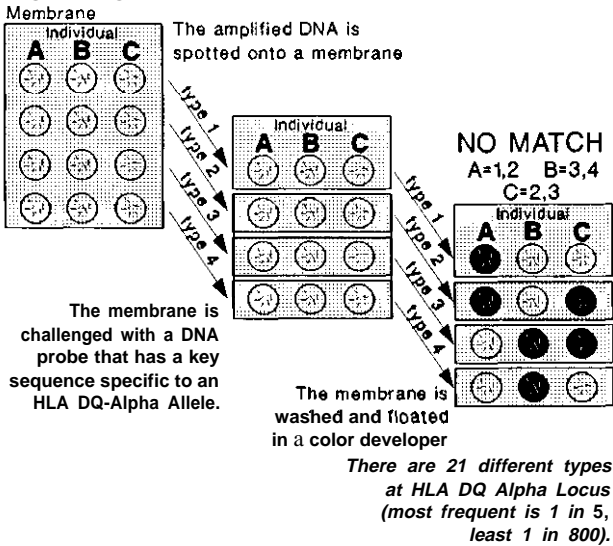 Membrane
Individual
A B C
The amplified DNA is
spotted onto a membrane
type 1
type 2
type 3
type 4
The membrane is
challenged with a DNA
probe that has a key
sequence specific to an
HLA DQ-Alpha Allele.
Individual
A B C
type 1
type 2
type 3
type 4
The membrane is
washed and floated
in a color developer
NO MATCH
A=1,2 B=3,4
C=2,3
Individual
A B C
There are 21 different types
at HLA DQ Alpha Locus
(most frequent is 1 in 5,
least 1 in 800).